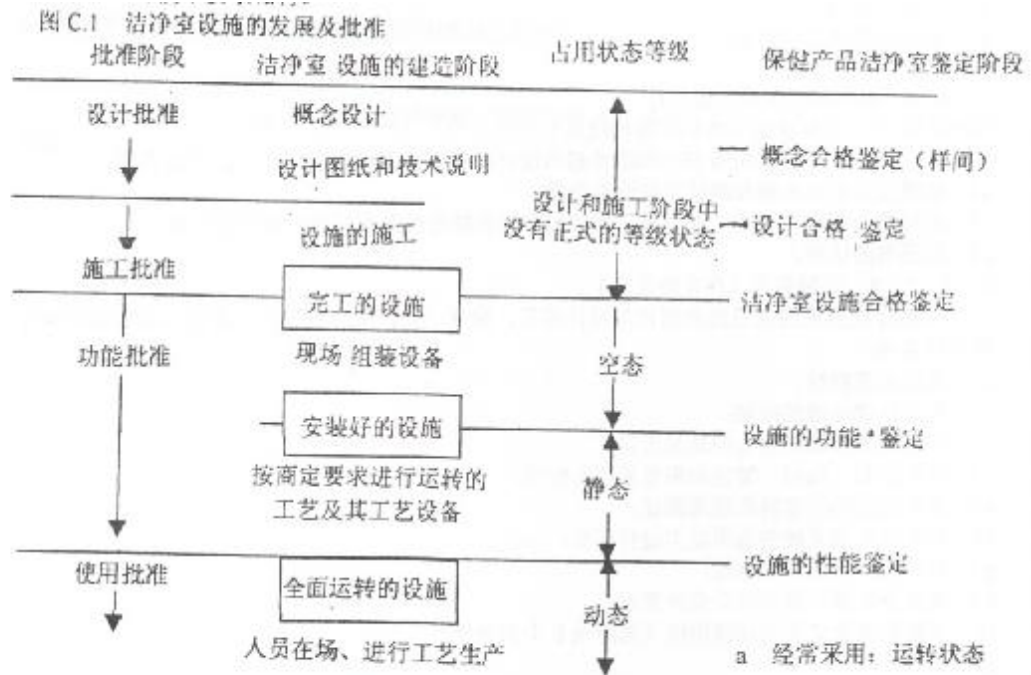 图 C.1 洁净室设施的发展及批准
批准阶段 洁净室 设施的建造阶段 占用状态等级 保健产品洁净室鉴定阶段
设计批准 概念设计
概念合格鉴定（样间）
设计图纸和技术说明
设计和施工阶段中
没有正式的等级状态
设计合格 鉴定
设施的施工
施工批准
完工的设施 洁净室设施合格鉴定
功能批准 现场 组装设备 空态
安装好的设施 设施的功能a鉴定
按商定要求进行运转的
工艺及其工艺设备
静态
使用批准 设施的性能鉴定
全面运转的设施 动态
人员在场、进行工艺生产 a 经常采用：运转状态